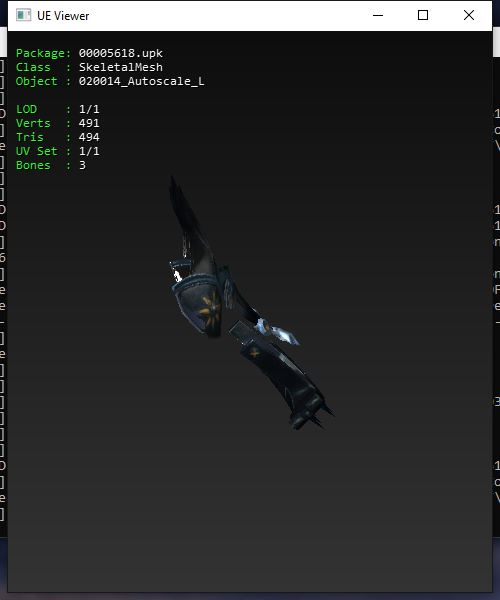 UE Viewer
Package: 00005618.upk
Class : SkeletalMesh
Object : 020014_Autoscale_L
LOD : 1/1
Verts : 491
Tris : 494
UV Set : 1/1
Bones : 3